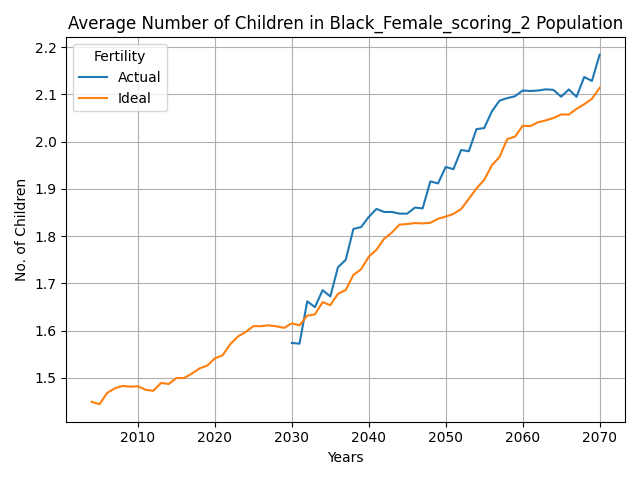 Average Number of Children in Black_Female_scoring_2 Population
Fertility
Actual
Ideal
No. of Children
2.2
2.1
2.0
1.9
1.8
1.7
1.6
1.5
2010
2020
2030
2040
2050
2060
2070
Years